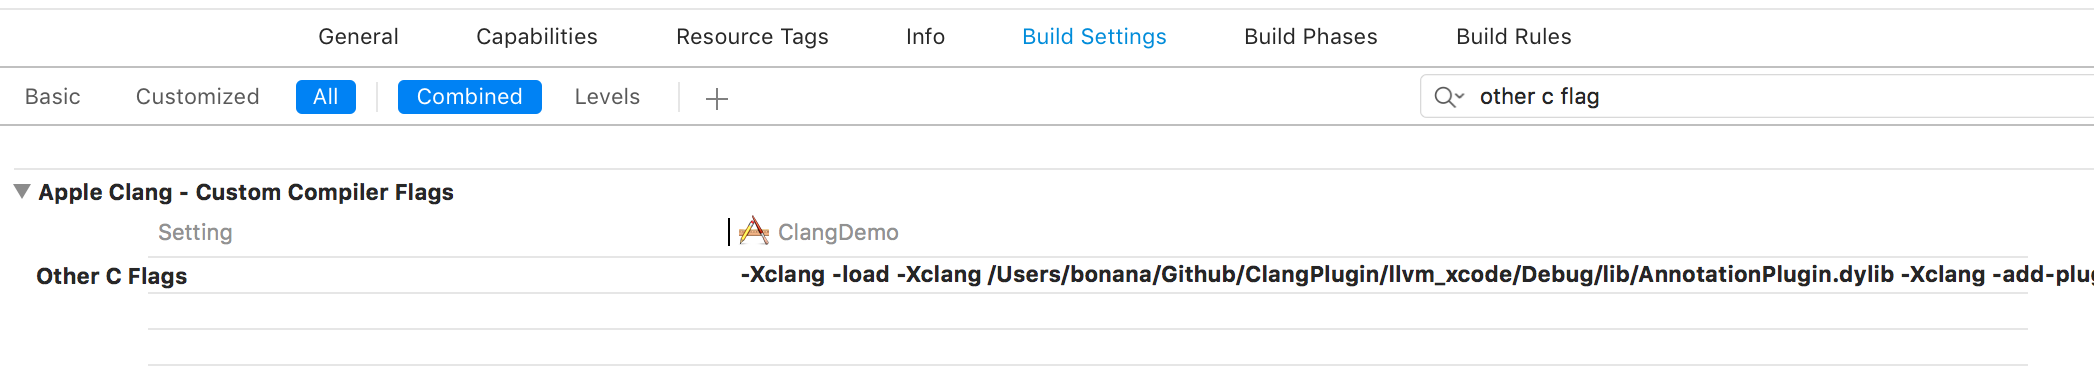 General Capabilities Resource Tags Info Build Settings Build Phases Build Rules
Basic Customized All Combined Levels + other c flag
Apple Clang - Custom Compiler Flags
Setting ClangDemo
Other C Flags -Xclang -load -Xclang /Users/bonana/Github/ClangPlugin/llvm_xcode/Debug/lib/AnnotationPlugin.dylib -Xclang -add-plug